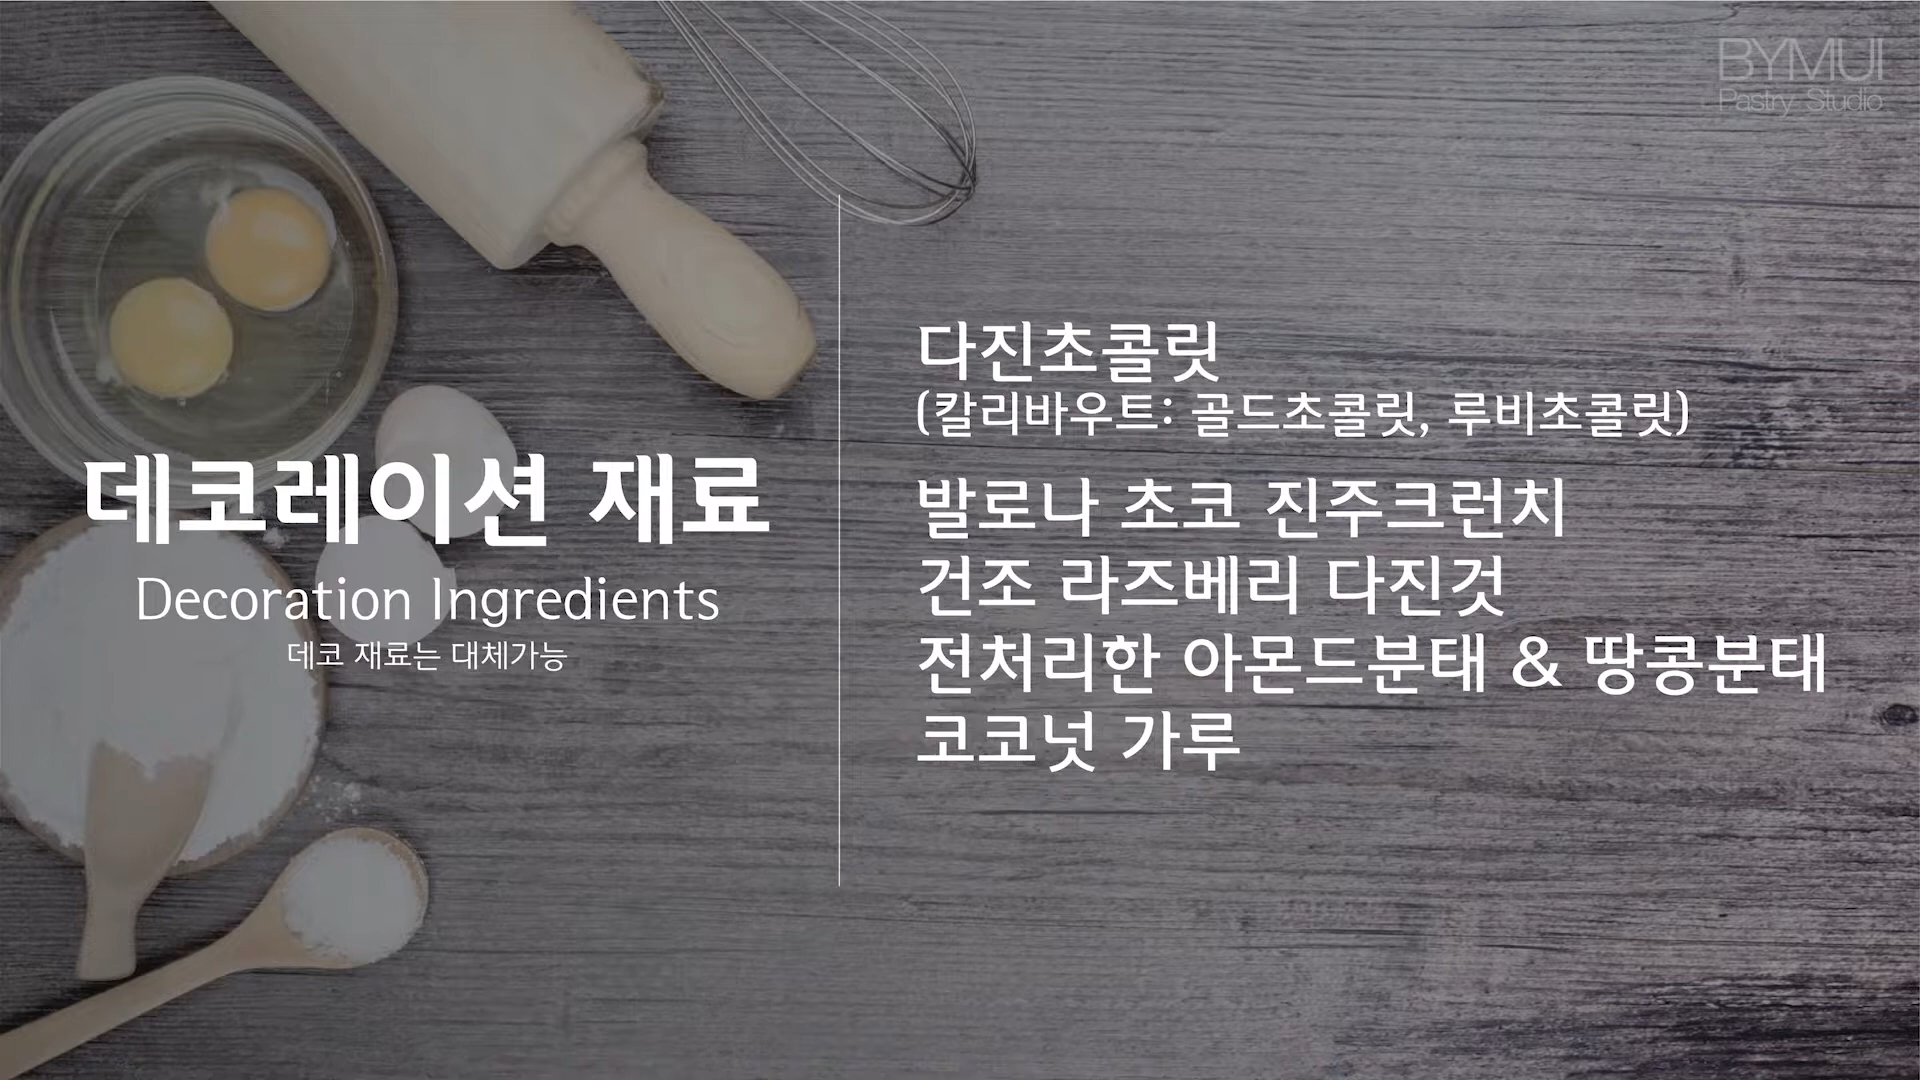 BYMUI
Pastry Studio
데코레이션 재료
Decoration Ingredients
데코 재료는 대체가능
다진초콜릿
(칼리바우트: 골드초콜릿, 루비초콜릿)
발로나 초코 진주크런치
건조 라즈베리 다진것
전처리한 아몬드분태 & 땅콩분태
코코넛 가루